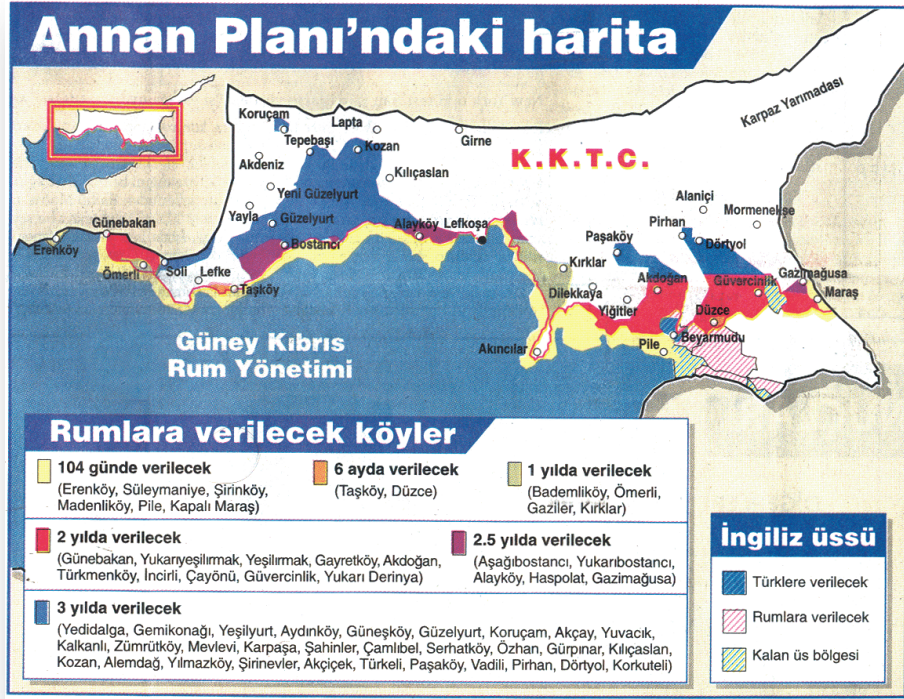 Annan Planı'ndaki harita
Karpaz Yarımadası
Koruçam
Lapta
Girne
Tepebaşı
Kozan
K.K.T.C.
Akdeniz
Kılıçaslan
Yeni Güzelyurt
Alaniçi
Yayla
Mormenekşe
Günebakan
Güzelyurt
Alayköy
Lefkoşa
Pirhan
Erenköy
Bostancı
Paşaköy
Dörtyol
Ömerli
Soli
Lefke
Kırklar
Akdoğan
Güvercinlik
Gazimağusa
Taşköy
Dilekkaya
Maraş
Yiğitler
Düzce
Güney Kıbrıs
Rum Yönetimi
Akıncılar
Pile
Beyarmudu
Rumlara verilecek köyler
104 günde verilecek
(Erenköy, Süleymaniye, Şirinköy,
Madenliköy, Pile, Kapalı Maraş)
6 ayda verilecek
(Taşköy, Düzce)
1 yılda verilecek
(Bademliköy, Ömerli,
Gaziler, Kırklar)
2 yılda verilecek
(Günebakan, Yukarıyeşilırmak, Yeşilırmak, Gayretköy, Akdoğan,
Türkmenköy, İncirli, Çayönü, Güvercinlik, Yukarı Derinya)
2.5 yılda verilecek
(Aşağıbostancı, Yukarıbostancı,
Alayköy, Haspolat, Gazimağusa)
3 yılda verilecek
(Yedidalga, Gemikonağı, Yeşilyurt, Aydınköy, Güneşköy, Güzelyurt, Koruçam, Akçay, Yuvacık,
Kalkanlı, Zümrütköy, Mevlevi, Karpaşa, Şahinler, Çamlıbel, Serhatköy, Özhan, Gürpınar, Kılıçaslan,
Kozan, Alemdağ, Yılmazköy, Şirinevler, Akçiçek, Türkeli, Paşaköy, Vadili, Pirhan, Dörtyol, Korkuteli)
İngiliz üssü
Türklere verilecek
Rumlara verilecek
Kalan üs bölgesi